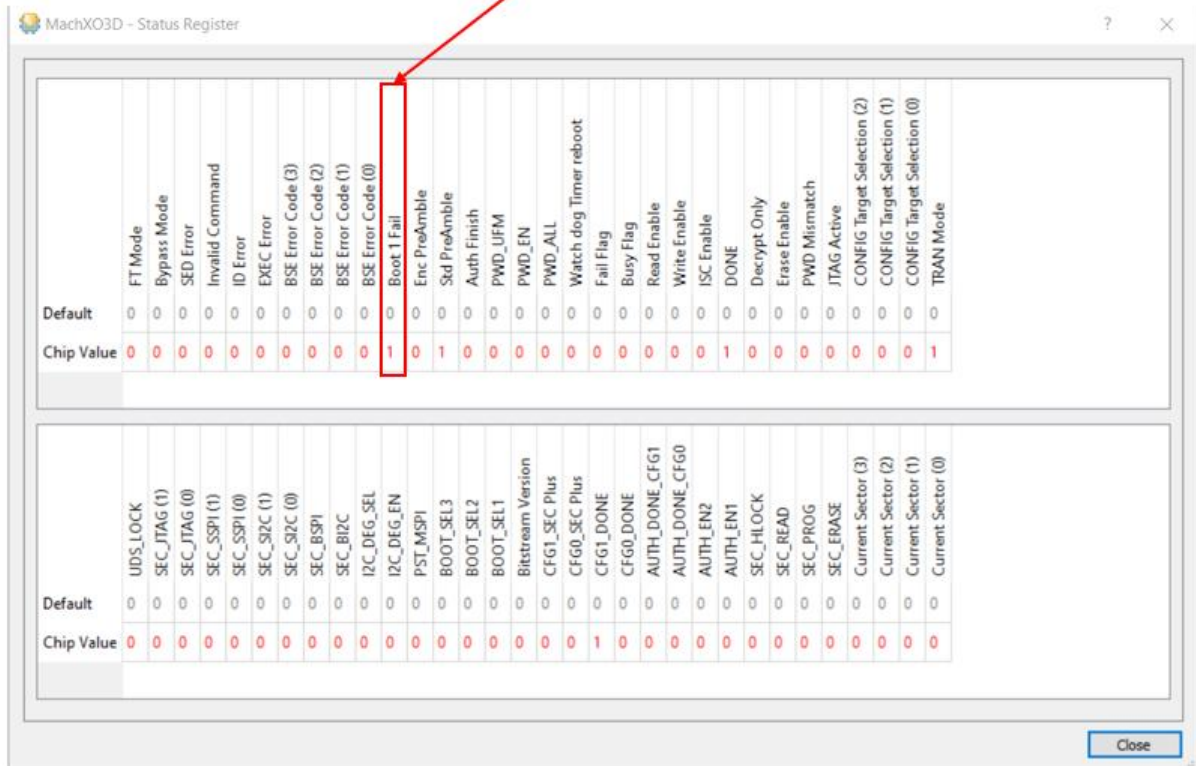 MachXO3D - Status Register ? ×
FT Mode
Bypass Mode
SED Error
Invalid Command
ID Error
EXEC Error
BSE Error Code (3)
BSE Error Code (2)
BSE Error Code (1)
BSE Error Code (0)
Boot 1 Fail
Enc PreAmble
Std PreAmble
Auth Finish
PWD_UFM
PWD_EN
PWD_ALL
Watch dog Timer reboot
Fail Flag
Busy Flag
Read Enable
Write Enable
ISC Enable
DONE
Decrypt Only
Erase Enable
PWD Mismatch
JTAG Active
CONFIG Target Selection (2)
CONFIG Target Selection (1)
CONFIG Target Selection (0)
TRAN Mode
Default 0 0 0 0 0 0 0 0 0 0 0 0 0 0 0 0 0 0 0 0 0 0 0 0 0 0 0 0 0 0 0 0
Chip Value 0 0 0 0 0 0 0 0 0 0 1 0 1 0 0 0 0 0 0 0 0 0 0 1 0 0 0 0 0 0 0 1
UDS_LOCK
SEC_JTAG (1)
SEC_JTAG (0)
SEC_SSPI (1)
SEC_SSPI (0)
SEC_SI2C (1)
SEC_SI2C (0)
SEC_BSPI
SEC_BI2C
I2C_DEG_SEL
I2C_DEG_EN
PST_MSPI
BOOT_SEL3
BOOT_SEL2
BOOT_SEL1
Bitstream Version
CFG1_SEC Plus
CFG0_SEC Plus
CFG1_DONE
CFG0_DONE
AUTH_DONE_CFG1
AUTH_DONE_CFG0
AUTH_EN2
AUTH_EN1
SEC_HLOCK
SEC_READ
SEC_PROG
SEC_ERASE
Current Sector (3)
Current Sector (2)
Current Sector (1)
Current Sector (0)
Default 0 0 0 0 0 0 0 0 0 0 0 0 0 0 0 0 0 0 0 0 0 0 0 0 0 0 0 0 0 0 0 0
Chip Value 0 0 0 0 0 0 0 0 0 0 0 0 0 0 0 0 0 0 1 0 0 0 0 0 0 0 0 0 0 0 0 0
Close